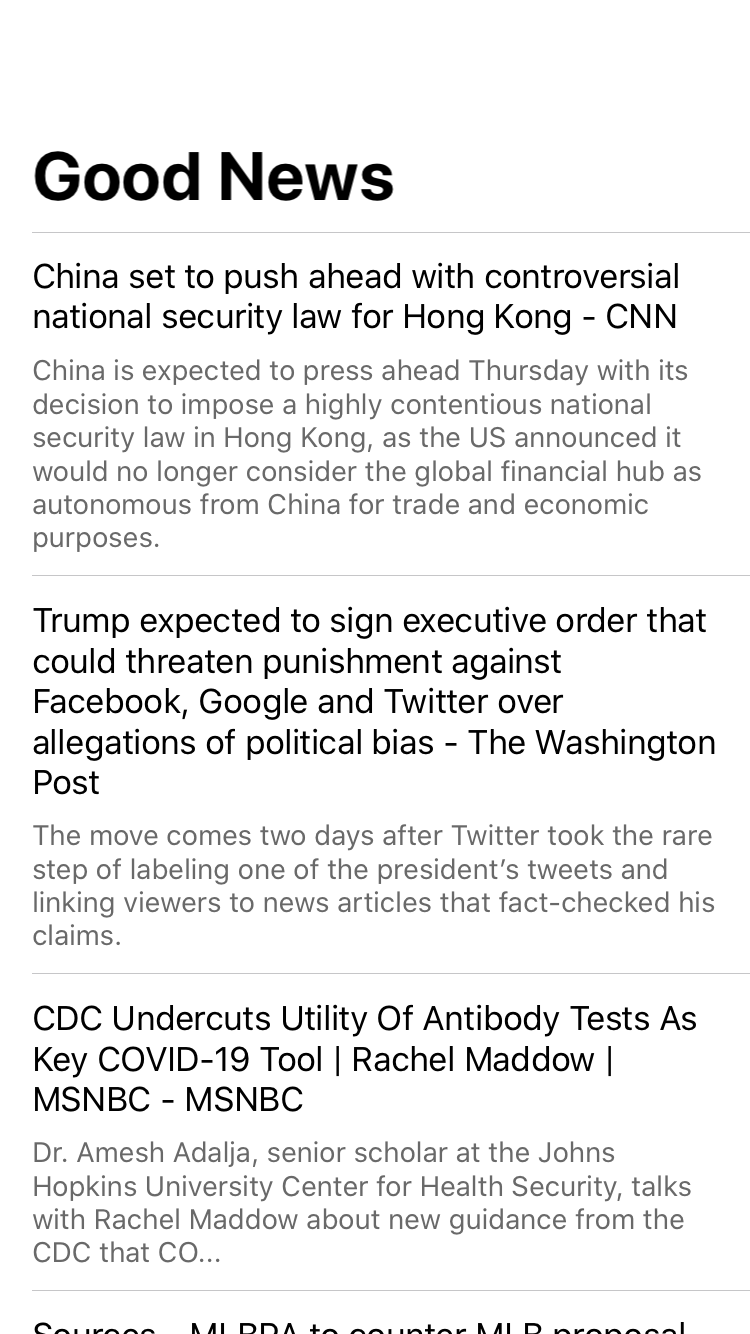 Good News
China set to push ahead with controversial
national security law for Hong Kong - CNN
China is expected to press ahead Thursday with its
decision to impose a highly contentious national
security law in Hong Kong, as the US announced it
would no longer consider the global financial hub as
autonomous from China for trade and economic
purposes.
Trump expected to sign executive order that
could threaten punishment against
Facebook, Google and Twitter over
allegations of political bias - The Washington
Post
The move comes two days after Twitter took the rare
step of labeling one of the president’s tweets and
linking viewers to news articles that fact-checked his
claims.
CDC Undercuts Utility Of Antibody Tests As
Key COVID-19 Tool | Rachel Maddow |
MSNBC - MSNBC
Dr. Amesh Adalja, senior scholar at the Johns
Hopkins University Center for Health Security, talks
with Rachel Maddow about new guidance from the
CDC that CO...
Sources - MLBPA to counter MLB proposal